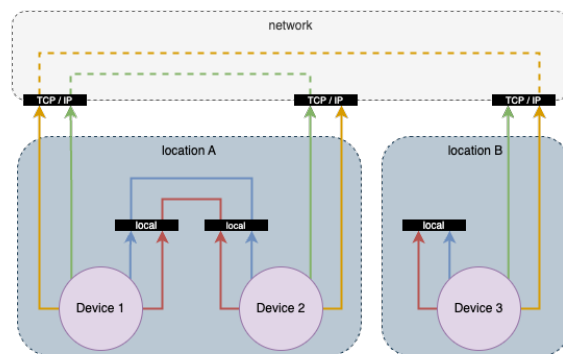 network
TCP / IP
TCP / IP
TCP / IP
location A
location B
local
local
local
Device 1
Device 2
Device 3